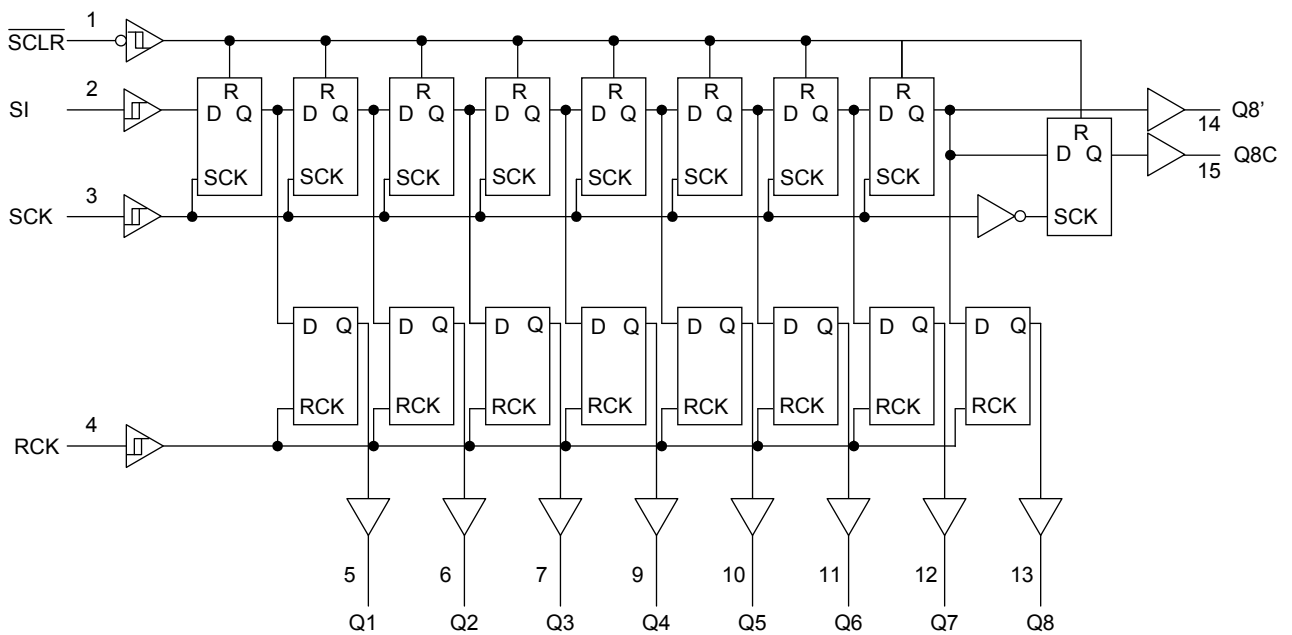 1
SCLR
2
SI
R R R R R R R R
D Q D Q D Q D Q D Q D Q D Q D Q
14 Q8’
R
D Q
15 Q8C
SCK SCK SCK SCK SCK SCK SCK SCK
3
SCK
SCK
D Q D Q D Q D Q D Q D Q D Q D Q
RCK RCK RCK RCK RCK RCK RCK RCK
4
RCK
5 6 7 9 10 11 12 13
Q1 Q2 Q3 Q4 Q5 Q6 Q7 Q8